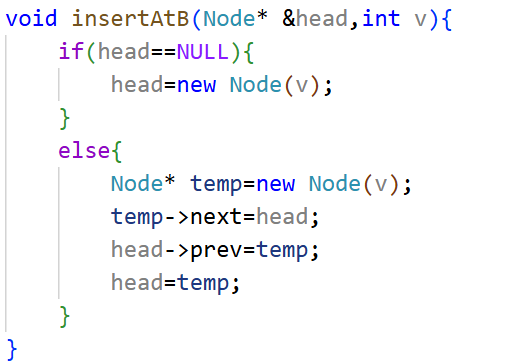 void insertAtB(Node* &head,int v){
    if(head==NULL){
        head=new Node(v);
    }
    else{
        Node* temp=new Node(v);
        temp->next=head;
        head->prev=temp;
        head=temp;
    }
}